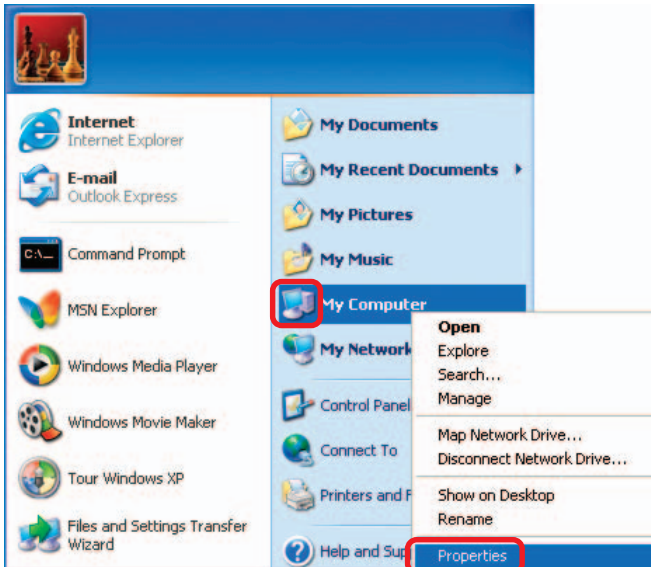 Internet
Internet Explorer
E-mail
Outlook Express
C:\_
Command Prompt
MSN Explorer
Windows Media Player
Windows Movie Maker
Tour Windows XP
Files and Settings Transfer
Wizard
My Documents
My Recent Documents
My Pictures
My Music
My Computer
My Network
Control Panel
Connect To
Printers and F
Help and Sup
Open
Explore
Search...
Manage
Map Network Drive...
Disconnect Network Drive...
Show on Desktop
Rename
Properties